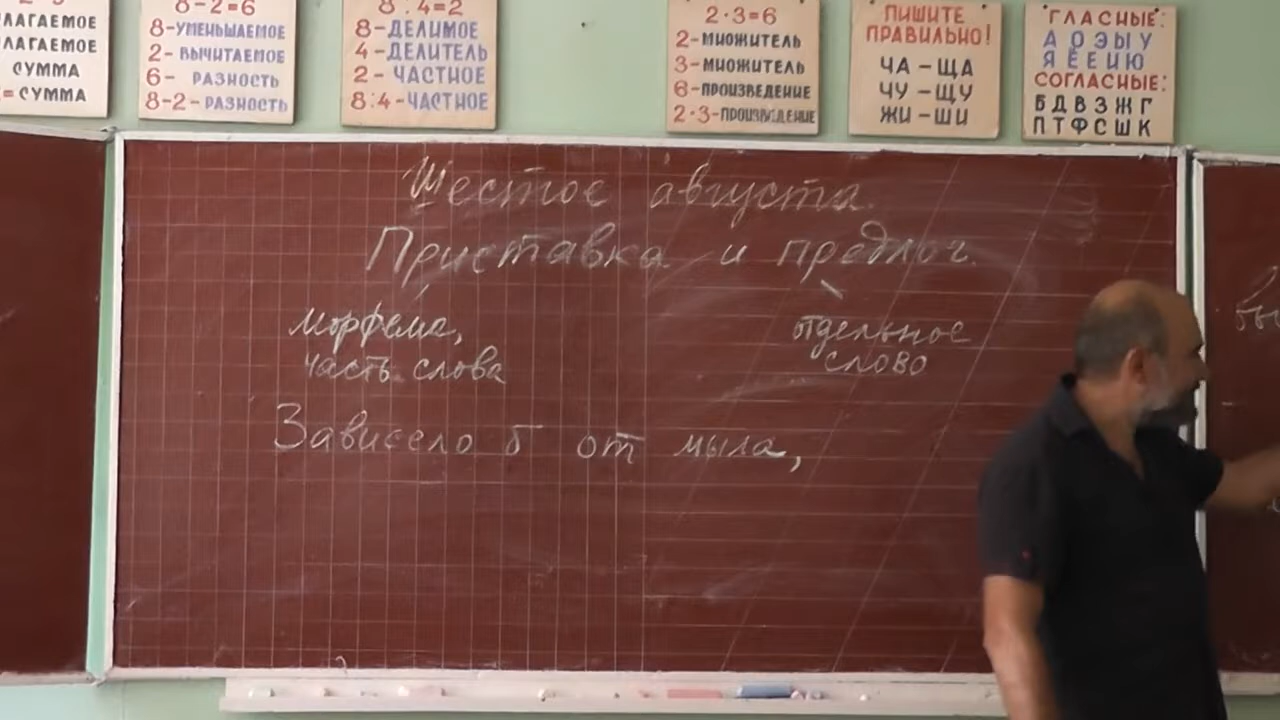 ЛАГАЕМОЕ
ЛАГАЕМОЕ
СУММА
= СУММА
8-2=6
8-УМЕНЬШАЕМОЕ
2-ВЫЧИТАЕМОЕ
6- РАЗНОСТЬ
8-2-РАЗНОСТЬ
8:4=2
8-ДЕЛИМОЕ
4-ДЕЛИТЕЛЬ
2-ЧАСТНОЕ
8:4-ЧАСТНОЕ
2·3=6
2-МНОЖИТЕЛЬ
3-МНОЖИТЕЛЬ
6-ПРОИЗВЕДЕНИЕ
2·3-ПРОИЗВЕДЕНИЕ
ПИШИТЕ
ПРАВИЛЬНО!
ЧА – ЩА
ЧУ – ЩУ
ЖИ – ШИ
ГЛАСНЫЕ:
А О Э Ы У
Я Ё Е И Ю
СОГЛАСНЫЕ:
Б Д В З Ж Г
П Т Ф С Ш К
Шестое августа.
Приставка и предлог.
морфема,
часть слова
отдельное
слово
Зависело б от мыла,